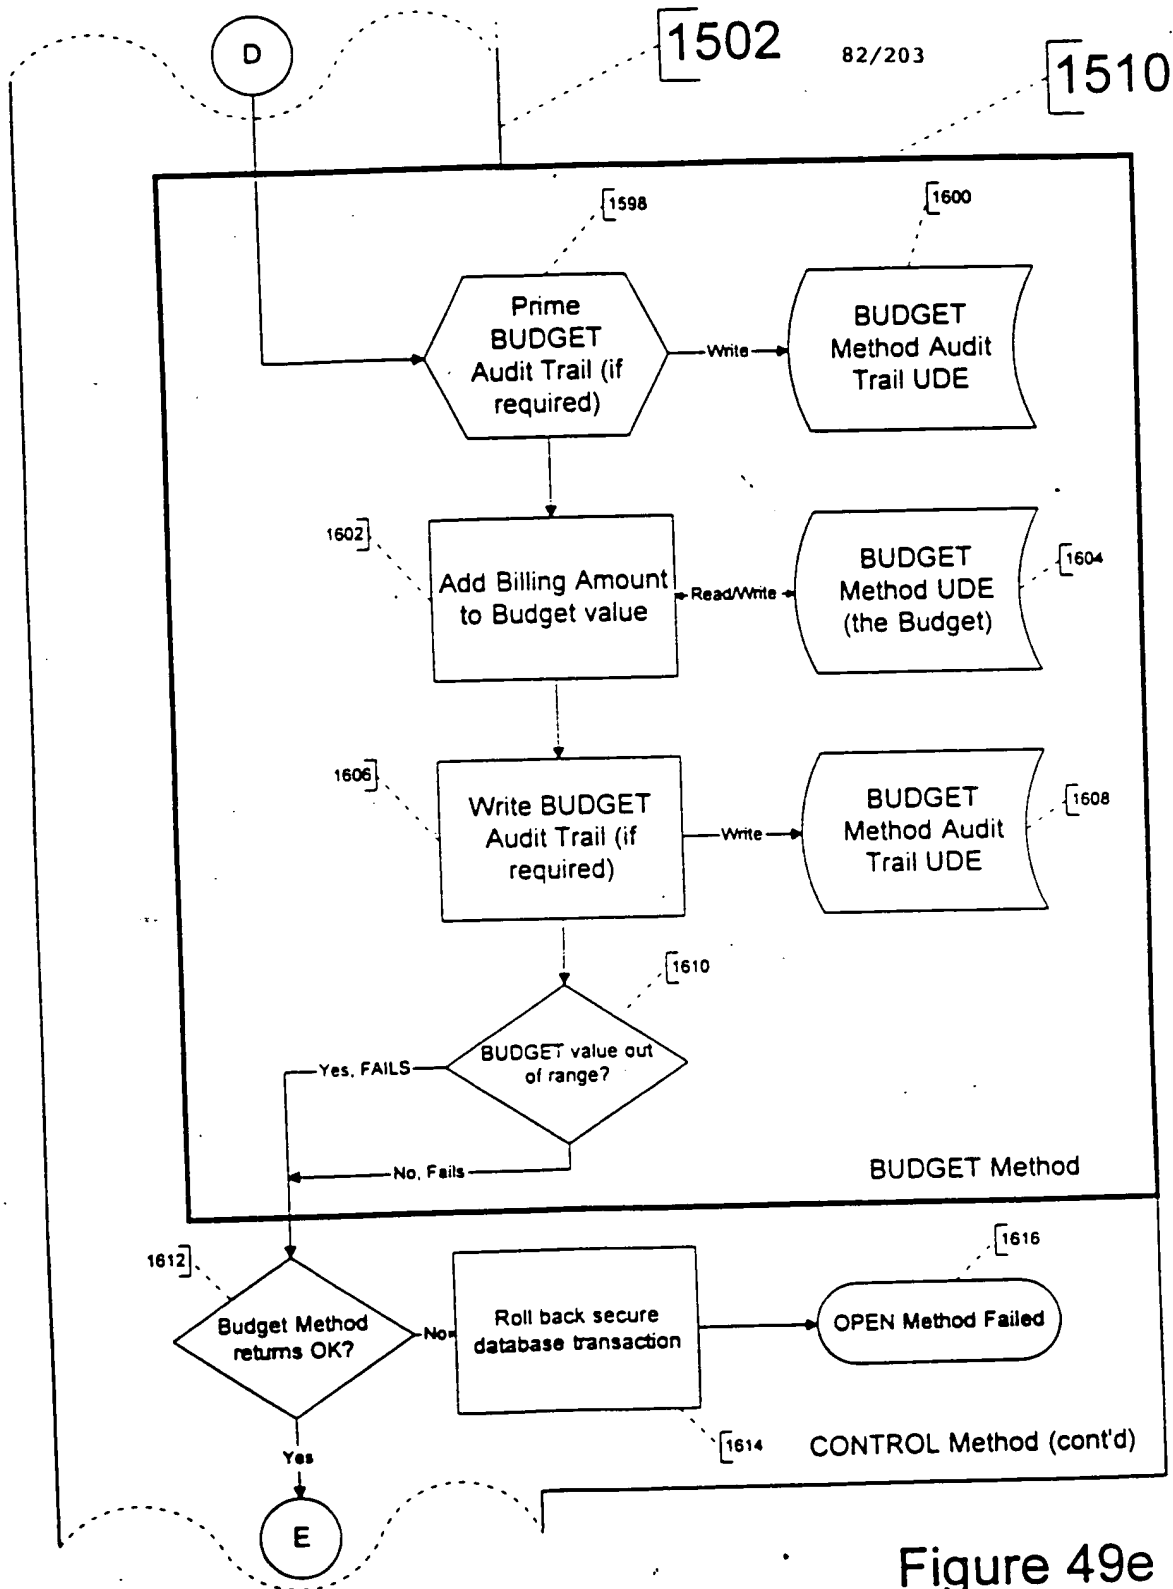 D
1502
82/203
1510
1598
1600
Prime
BUDGET
Audit Trail (if
required)
Write
BUDGET
Method Audit
Trail UDE
1602
Add Billing Amount
to Budget value
Read/Write
BUDGET
Method UDE
(the Budget)
1604
1606
Write BUDGET
Audit Trail (if
required)
Write
BUDGET
Method Audit
Trail UDE
1608
1610
BUDGET value out
of range?
Yes, FAILS
No, Fails
BUDGET Method
1612
Budget Method
returns OK?
No
Roll back secure
database transaction
1616
OPEN Method Failed
1614
CONTROL Method (cont'd)
Yes
E
Figure 49e